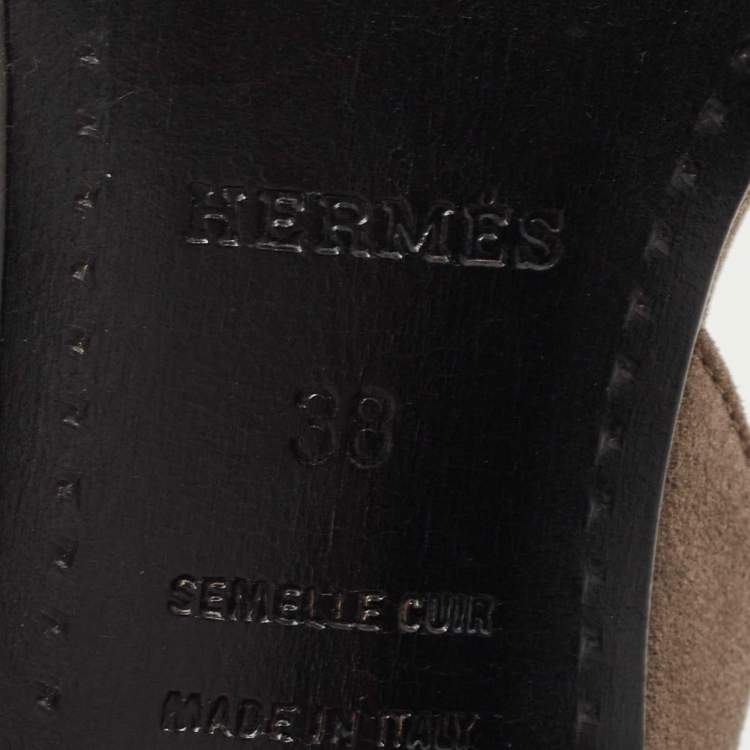 HERMÈS
38
SEMELLE CUIR
MADE IN ITALY